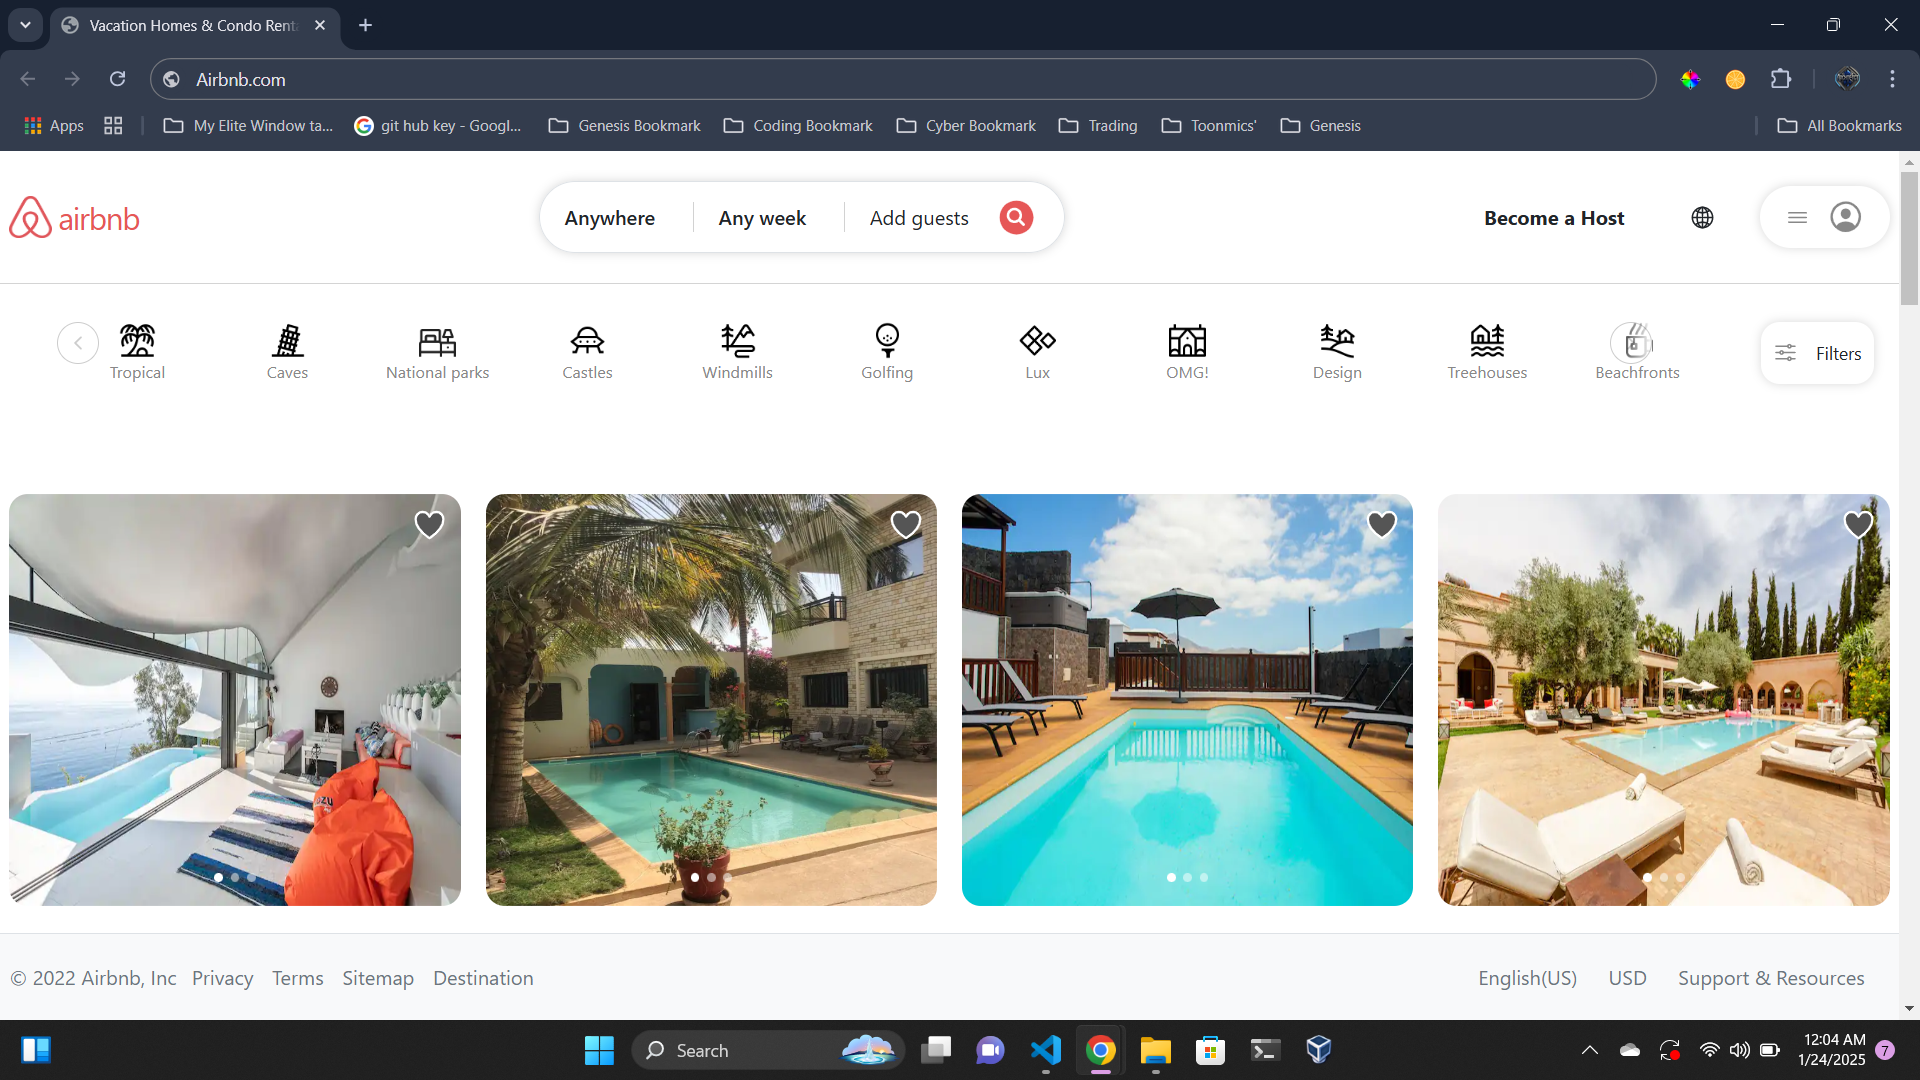 Vacation Homes & Condo Rent
Airbnb.com
Apps
My Elite Window ta...
git hub key - Googl...
Genesis Bookmark
Coding Bookmark
Cyber Bookmark
Trading
Toonmics'
Genesis
All Bookmarks
airbnb
Anywhere
Any week
Add guests
Become a Host
Tropical
Caves
National parks
Castles
Windmills
Golfing
Lux
OMG!
Design
Treehouses
Beachfronts
Filters
© 2022 Airbnb, Inc Privacy Terms Sitemap Destination
English(US) USD Support & Resources
Search
12:04 AM
1/24/2025
7